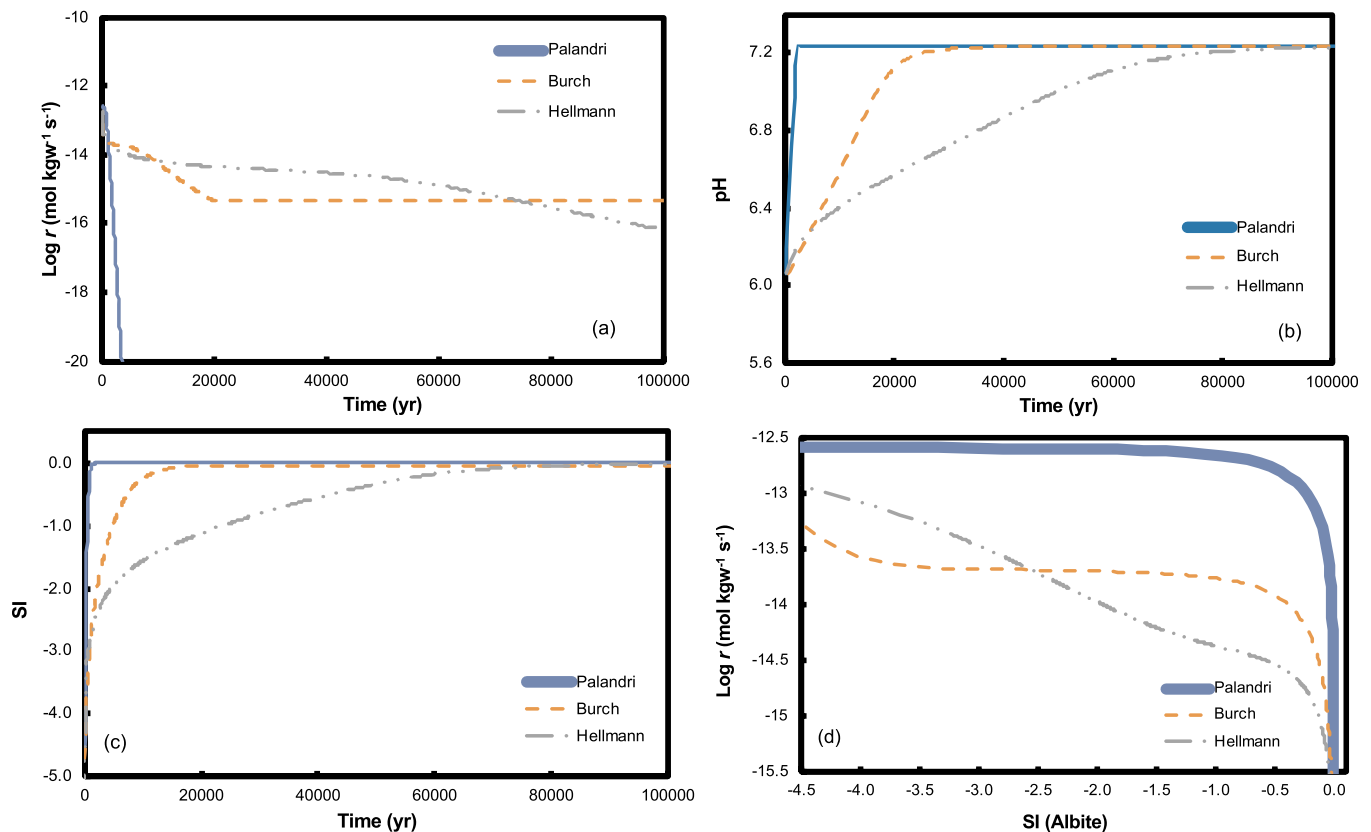 -10
-12
-14
-16
-18
-20
Log r (mol kgw⁻¹ s⁻¹)
Palandri
Burch
Hellmann
(a)
0
20000
40000
60000
80000
100000
Time (yr)
7.2
6.8
6.4
6.0
5.6
pH
Palandri
Burch
Hellmann
(b)
0
20000
40000
60000
80000
100000
Time (yr)
0.0
-1.0
-2.0
-3.0
-4.0
-5.0
SI
Palandri
Burch
Hellmann
(c)
0
20000
40000
60000
80000
100000
Time (yr)
-12.5
-13
-13.5
-14
-14.5
-15
-15.5
Log r (mol kgw⁻¹ s⁻¹)
Palandri
Burch
Hellmann
(d)
-4.5
-4.0
-3.5
-3.0
-2.5
-2.0
-1.5
-1.0
-0.5
0.0
SI (Albite)